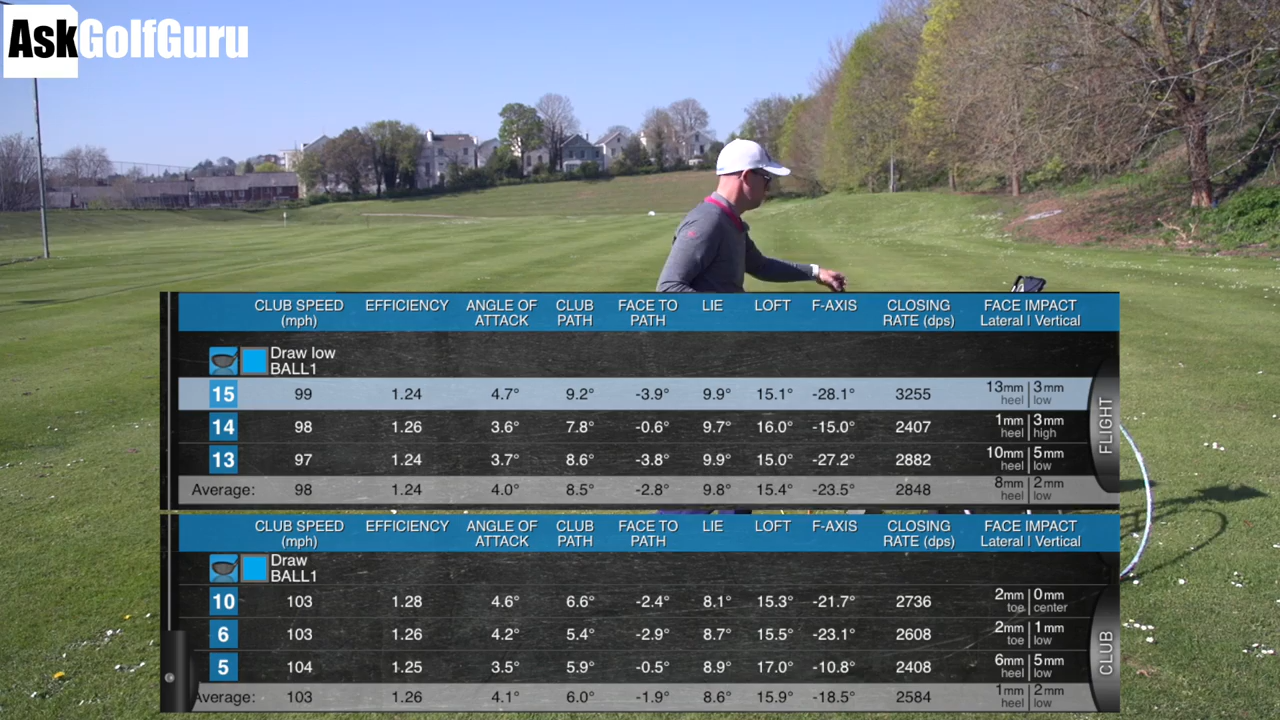 AskGolfGuru
CLUB SPEED (mph) EFFICIENCY ANGLE OF ATTACK CLUB PATH FACE TO PATH LIE LOFT F-AXIS CLOSING RATE (dps) FACE IMPACT Lateral | Vertical
Draw low
BALL1
15 99 1.24 4.7° 9.2° -3.9° 9.9° 15.1° -28.1° 3255 13mm heel | 3mm low
14 98 1.26 3.6° 7.8° -0.6° 9.7° 16.0° -15.0° 2407 1mm heel | 3mm high
13 97 1.24 3.7° 8.6° -3.8° 9.9° 15.0° -27.2° 2882 10mm heel | 5mm low
Average: 98 1.24 4.0° 8.5° -2.8° 9.8° 15.4° -23.5° 2848 8mm heel | 2mm low
FLIGHT
CLUB SPEED (mph) EFFICIENCY ANGLE OF ATTACK CLUB PATH FACE TO PATH LIE LOFT F-AXIS CLOSING RATE (dps) FACE IMPACT Lateral | Vertical
Draw
BALL1
10 103 1.28 4.6° 6.6° -2.4° 8.1° 15.3° -21.7° 2736 2mm toe | 0mm center
6 103 1.26 4.2° 5.4° -2.9° 8.7° 15.5° -23.1° 2608 2mm toe | 1mm low
5 104 1.25 3.5° 5.9° -0.5° 8.9° 17.0° -10.8° 2408 6mm heel | 5mm low
Average: 103 1.26 4.1° 6.0° -1.9° 8.6° 15.9° -18.5° 2584 1mm heel | 2mm low
CLUB